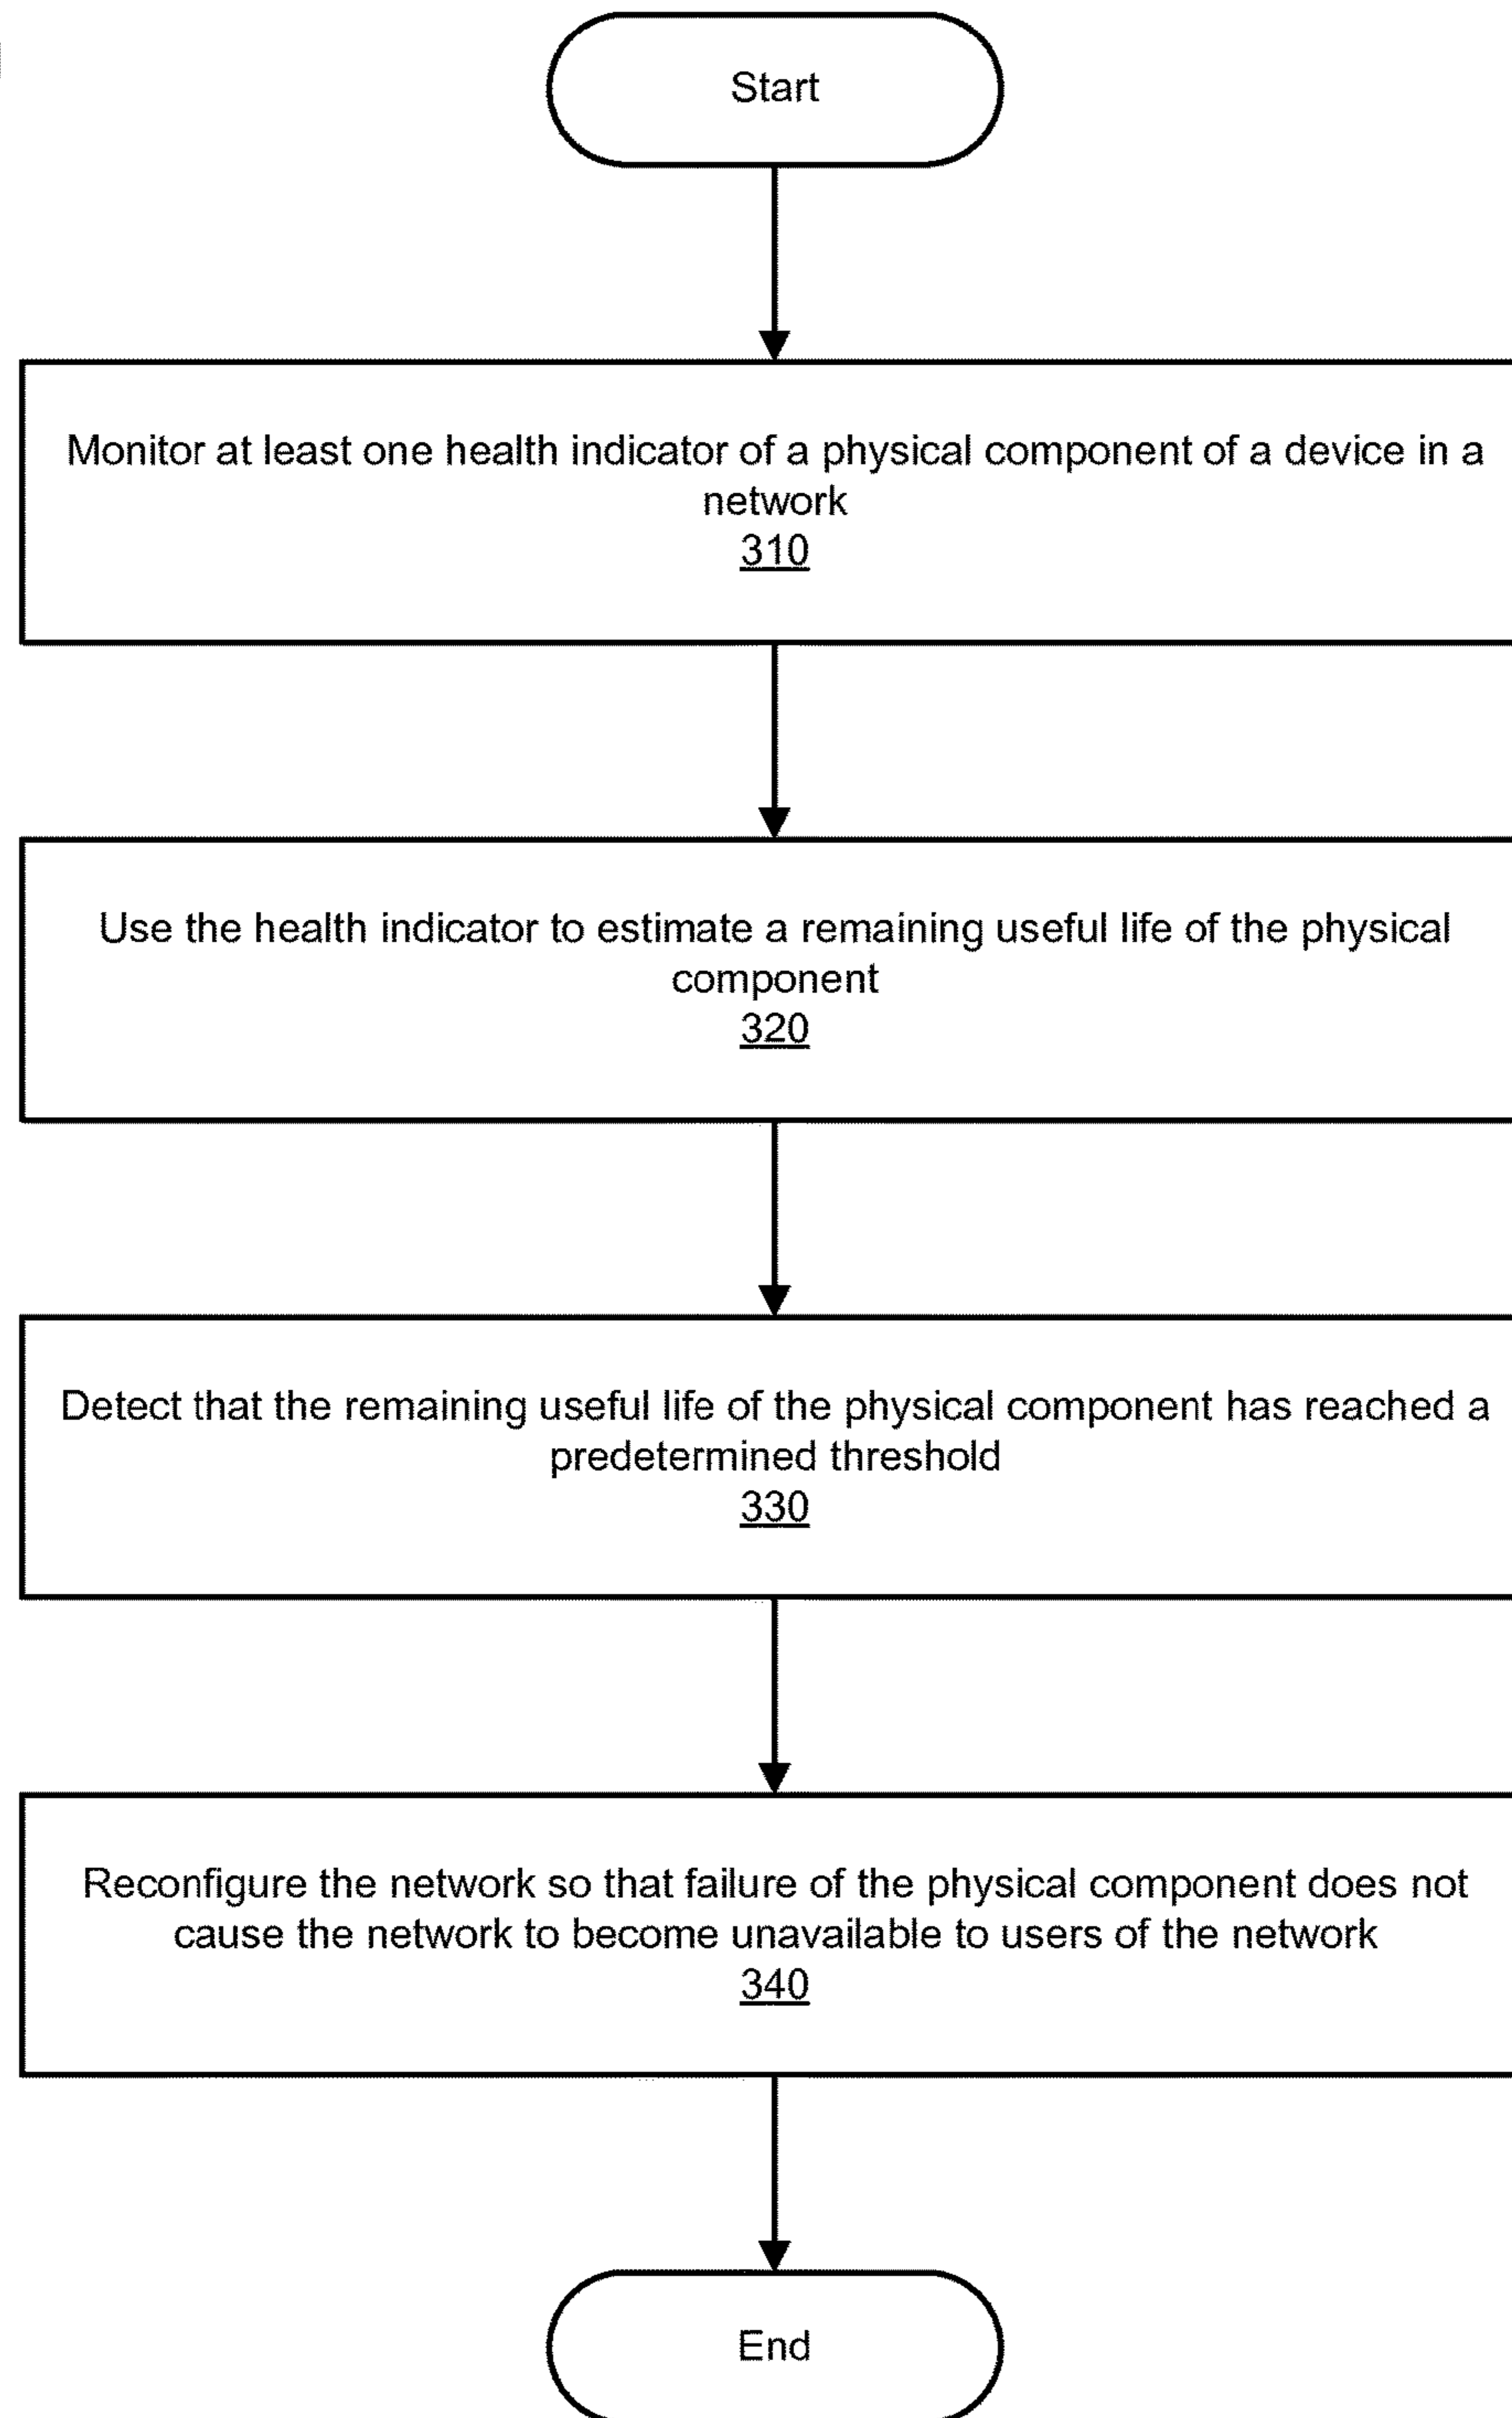 Start
Monitor at least one health indicator of a physical component of a device in a
network
310
Use the health indicator to estimate a remaining useful life of the physical
component
320
Detect that the remaining useful life of the physical component has reached a
predetermined threshold
330
Reconfigure the network so that failure of the physical component does not
cause the network to become unavailable to users of the network
340
End